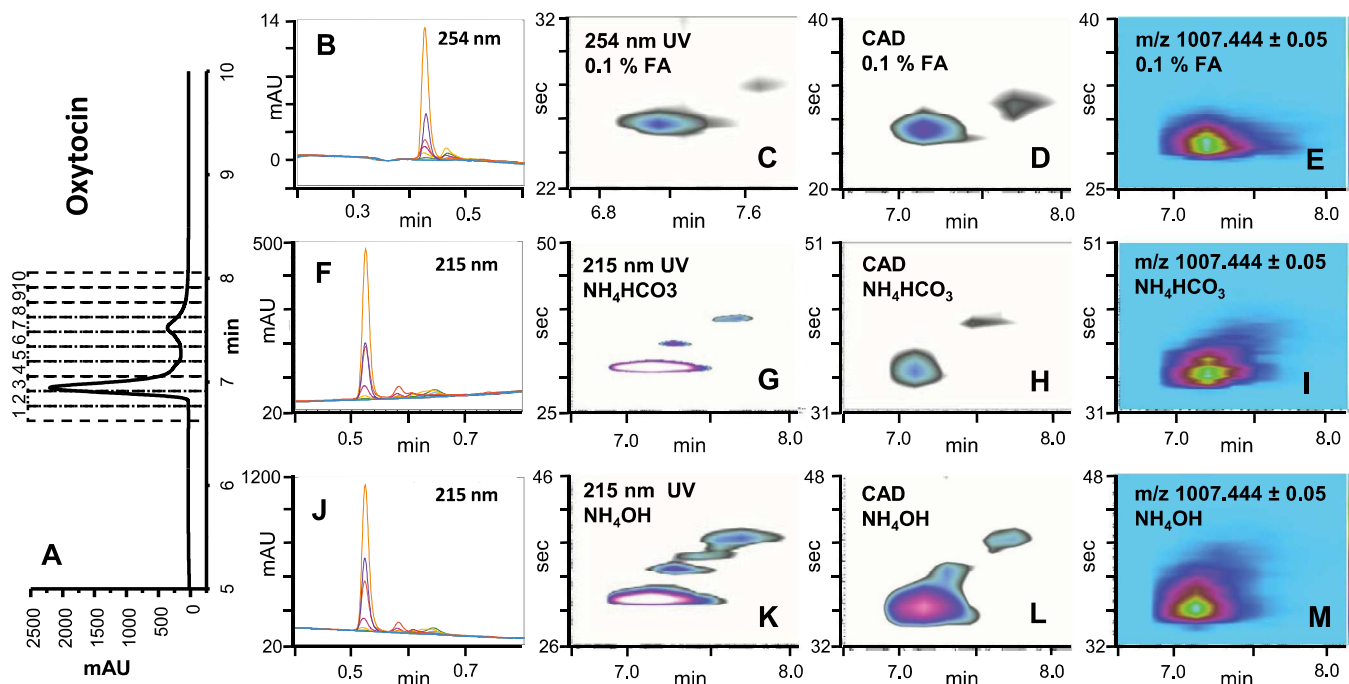 Oxytocin
A
1 2 3 4 5 6 7 8 9 10
5
6
7
8
9
10
min
2500
2000
1500
500
0
mAU
14
0
mAU
B
254 nm
0.3
0.5
min
32
22
sec
254 nm UV
0.1 % FA
C
6.8
7.6
min
40
20
sec
CAD
0.1 % FA
D
7.0
8.0
min
40
25
sec
m/z 1007.444 ± 0.05
0.1 % FA
E
7.0
8.0
min
500
20
mAU
F
215 nm
0.5
0.7
min
50
25
sec
215 nm UV
NH4HCO3
G
7.0
8.0
min
51
31
sec
CAD
NH₄HCO₃
H
7.0
8.0
min
51
31
sec
m/z 1007.444 ± 0.05
NH₄HCO₃
I
7.0
8.0
min
1200
20
mAU
J
215 nm
0.5
0.7
min
46
26
sec
215 nm UV
NH₄OH
K
7.0
8.0
min
48
32
sec
CAD
NH₄OH
L
7.0
8.0
min
48
32
sec
m/z 1007.444 ± 0.05
NH₄OH
M
7.0
8.0
min